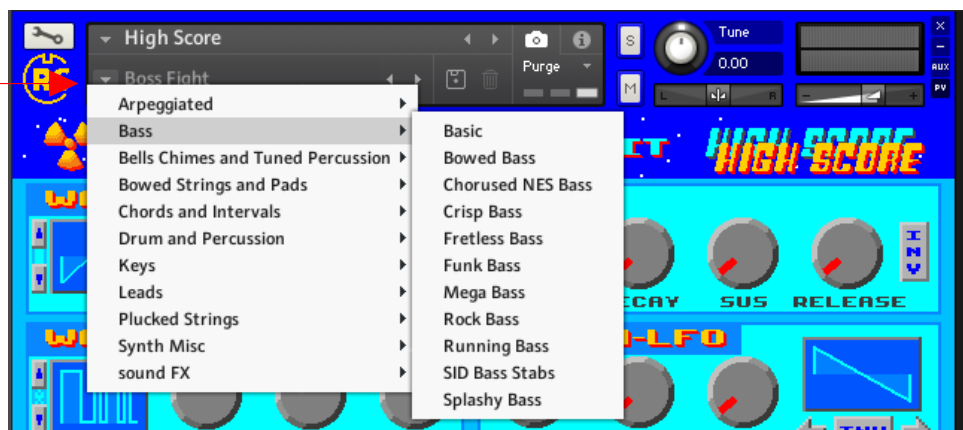 High Score
Boss Fight
Purge
S
M
Tune
0.00
L
R
AUX
PV
Arpeggiated
Bass
Bells Chimes and Tuned Percussion
Bowed Strings and Pads
Chords and Intervals
Drum and Percussion
Keys
Leads
Plucked Strings
Synth Misc
sound FX
Basic
Bowed Bass
Chorused NES Bass
Crisp Bass
Fretless Bass
Funk Bass
Mega Bass
Rock Bass
Running Bass
SID Bass Stabs
Splashy Bass
HIGH SCORE
SUS
RELEASE
INV